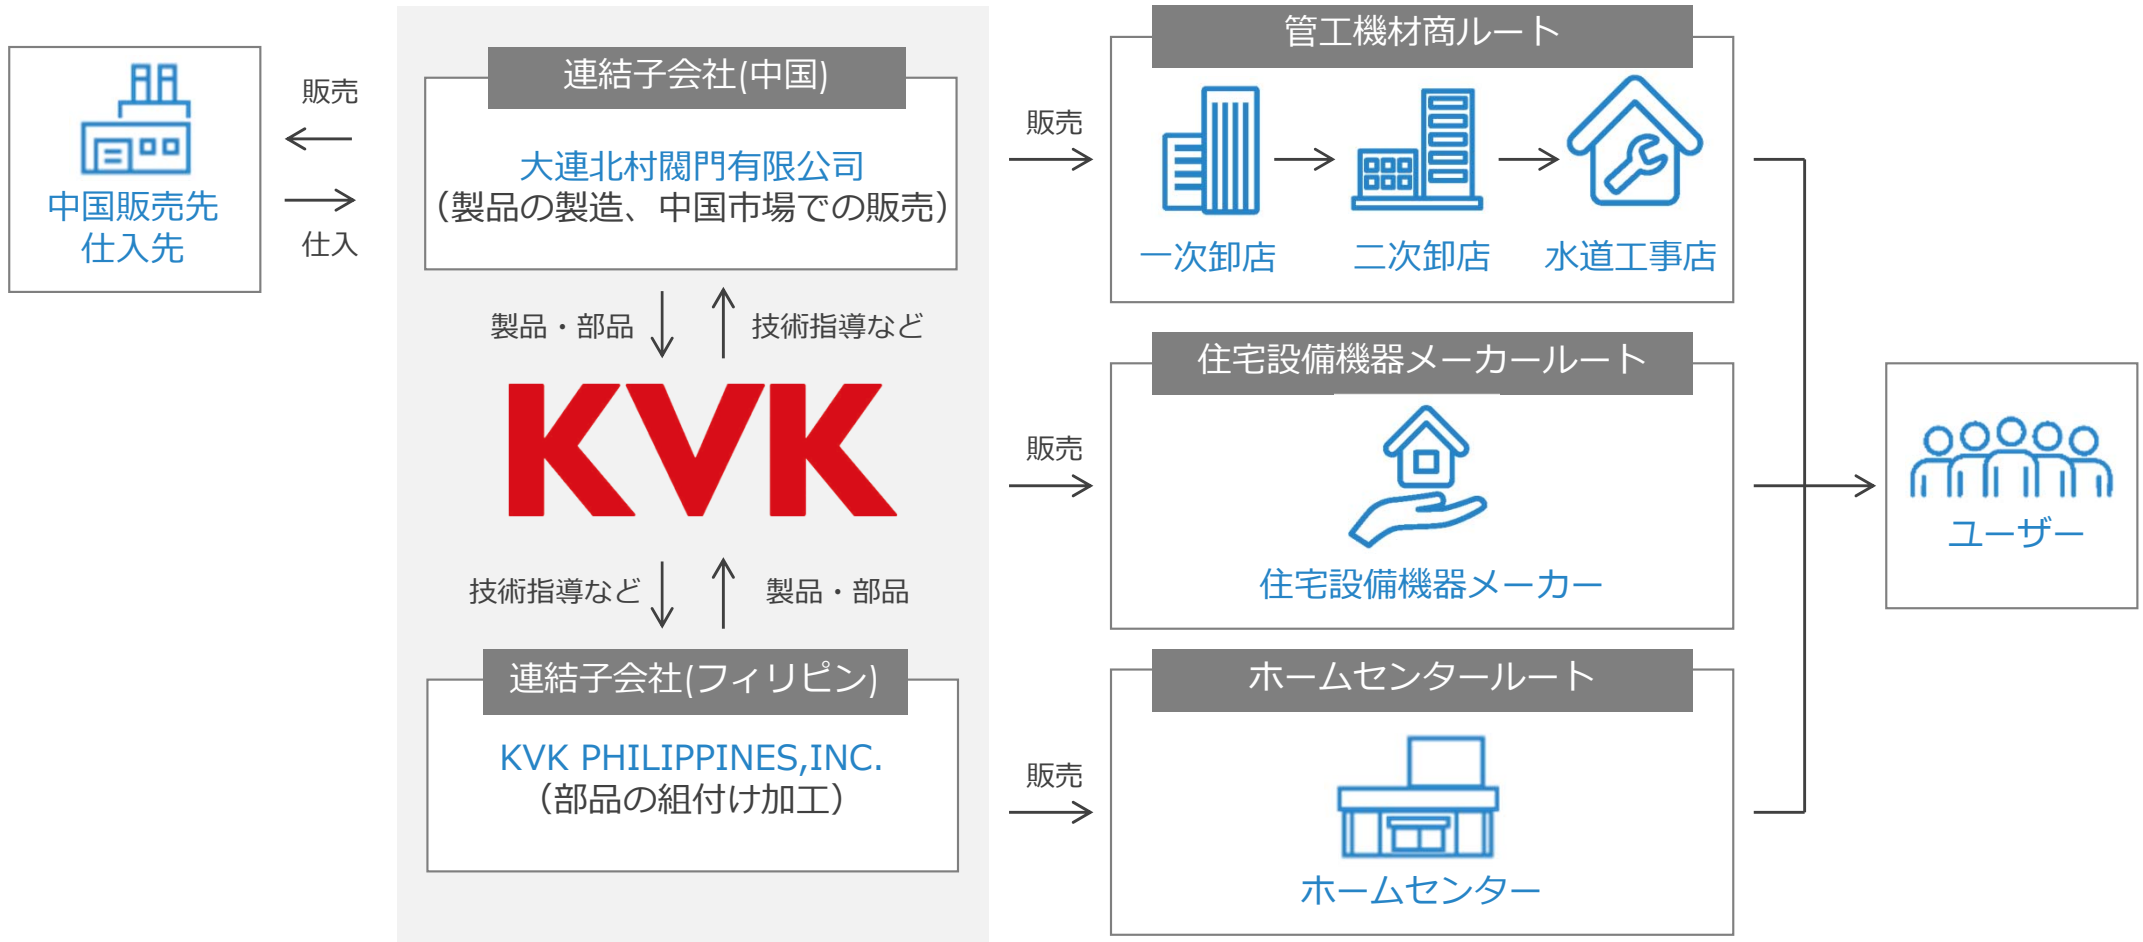 中国販売先
仕入先
販売
仕入
連結子会社(中国)
大連北村閥門有限公司
（製品の製造、中国市場での販売）
製品・部品
技術指導など
KVK
技術指導など
製品・部品
連結子会社(フィリピン)
KVK PHILIPPINES,INC.
（部品の組付け加工）
販売
管工機材商ルート
一次卸店
二次卸店
水道工事店
販売
住宅設備機器メーカールート
住宅設備機器メーカー
販売
ホームセンタールート
ホームセンター
ユーザー